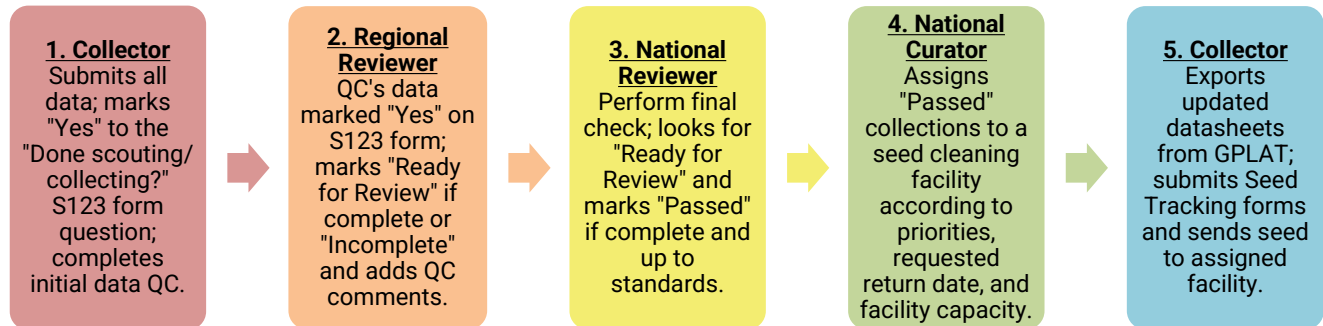 1. Collector
Submits all
data; marks
"Yes" to the
"Done scouting/
collecting?"
S123 form
question;
completes
initial data QC.
2. Regional
Reviewer
QC's data
marked "Yes" on
S123 form;
marks "Ready
for Review" if
complete or
"Incomplete"
and adds QC
comments.
3. National
Reviewer
Perform final
check; looks for
"Ready for
Review" and
marks "Passed"
if complete and
up to
standards.
4. National
Curator
Assigns
"Passed"
collections to a
seed cleaning
facility
according to
priorities,
requested
return date, and
facility capacity.
5. Collector
Exports
updated
datasheets
from GPLAT;
submits Seed
Tracking forms
and sends seed
to assigned
facility.